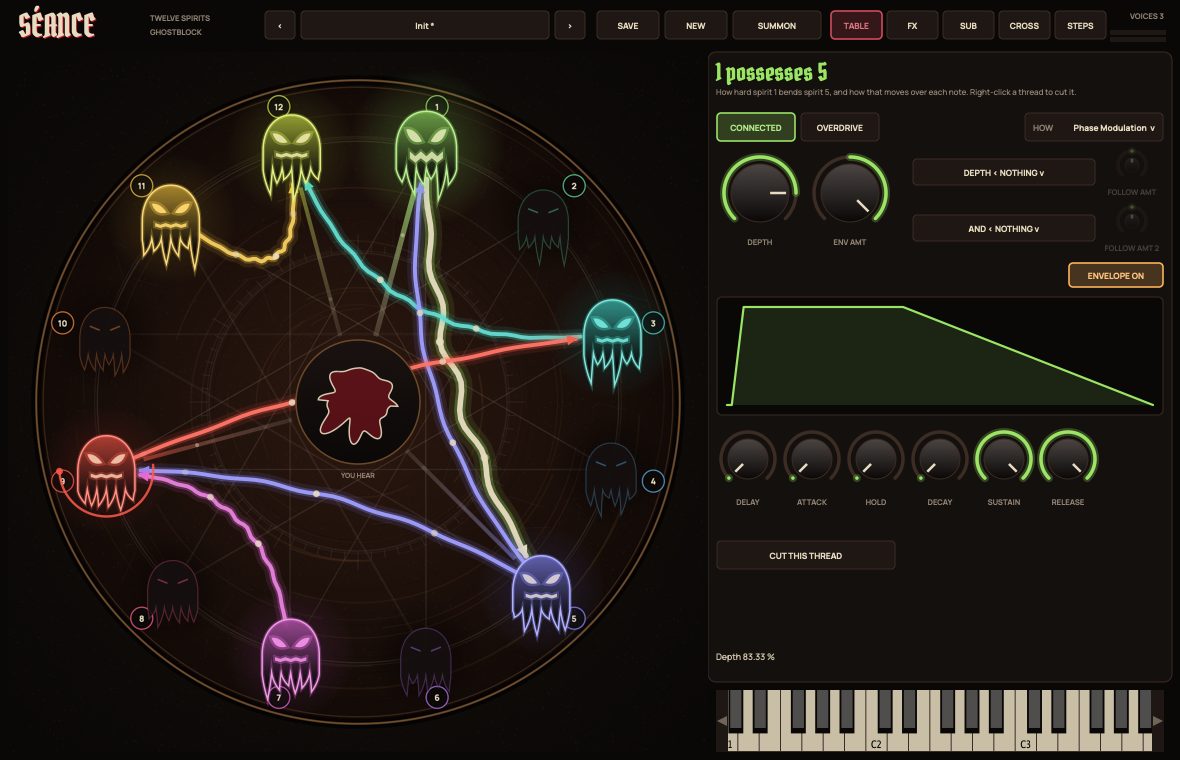 SÉANCE
TWELVE SPIRITS
GHOSTBLOCK
‹
Init *
›
SAVE
NEW
SUMMON
TABLE
FX
SUB
CROSS
STEPS
VOICES 3
12
1
11
2
10
3
9
4
8
5
7
6
YOU HEAR
1 possesses 5
How hard spirit 1 bends spirit 5, and how that moves over each note. Right-click a thread to cut it.
CONNECTED
OVERDRIVE
HOW
Phase Modulation v
DEPTH
ENV AMT
DEPTH ‹ NOTHING v
FOLLOW AMT
AND ‹ NOTHING v
FOLLOW AMT 2
ENVELOPE ON
DELAY
ATTACK
HOLD
DECAY
SUSTAIN
RELEASE
CUT THIS THREAD
Depth 83.33 %
1
C2
C3